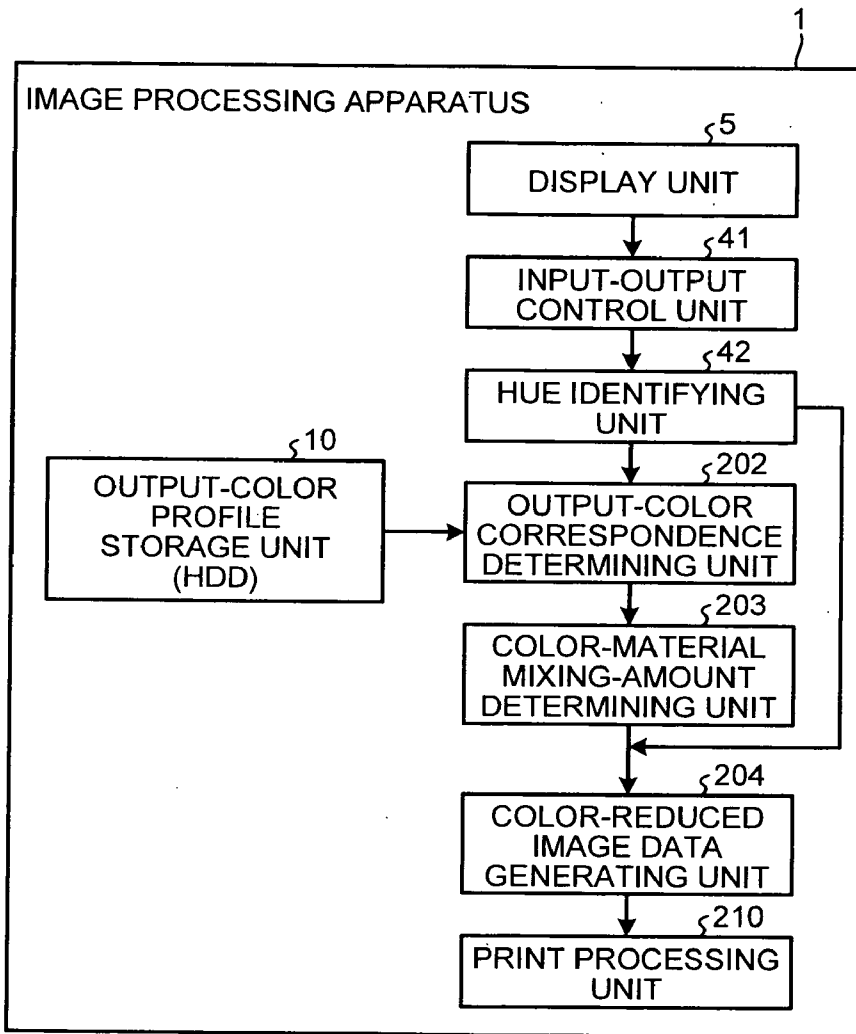 1
IMAGE PROCESSING APPARATUS
5
DISPLAY UNIT
41
INPUT-OUTPUT
CONTROL UNIT
42
HUE IDENTIFYING
UNIT
10
OUTPUT-COLOR
PROFILE
STORAGE UNIT
(HDD)
202
OUTPUT-COLOR
CORRESPONDENCE
DETERMINING UNIT
203
COLOR-MATERIAL
MIXING-AMOUNT
DETERMINING UNIT
204
COLOR-REDUCED
IMAGE DATA
GENERATING UNIT
210
PRINT PROCESSING
UNIT